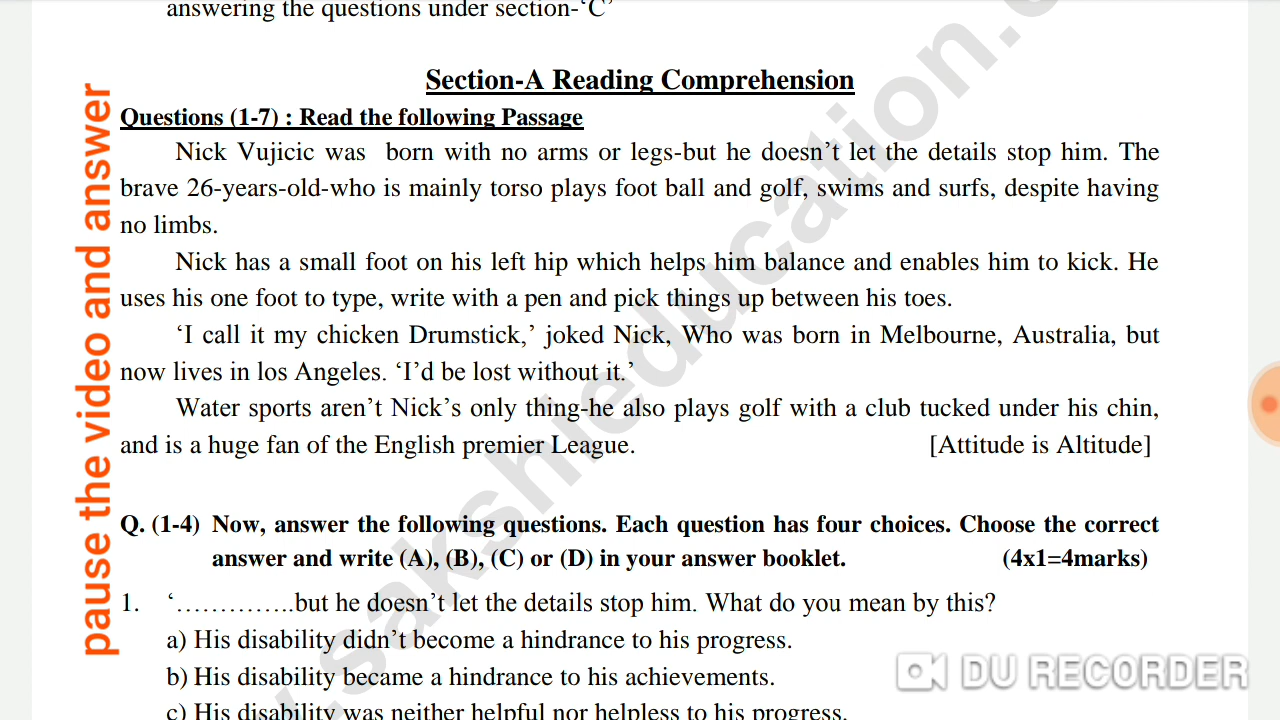 answering the questions under section-‘C’
Section-A Reading Comprehension
Questions (1-7) : Read the following Passage
Nick Vujicic was born with no arms or legs-but he doesn’t let the details stop him. The
brave 26-years-old-who is mainly torso plays foot ball and golf, swims and surfs, despite having
no limbs.
Nick has a small foot on his left hip which helps him balance and enables him to kick. He
uses his one foot to type, write with a pen and pick things up between his toes.
‘I call it my chicken Drumstick,’ joked Nick, Who was born in Melbourne, Australia, but
now lives in los Angeles. ‘I’d be lost without it.’
Water sports aren’t Nick’s only thing-he also plays golf with a club tucked under his chin,
and is a huge fan of the English premier League. [Attitude is Altitude]
Q. (1-4) Now, answer the following questions. Each question has four choices. Choose the correct
answer and write (A), (B), (C) or (D) in your answer booklet. (4x1=4marks)
1. ‘…………..but he doesn’t let the details stop him. What do you mean by this?
a) His disability didn’t become a hindrance to his progress.
b) His disability became a hindrance to his achievements.
c) His disability was neither helpful nor helpless to his progress.
pause the video and answer
.sakshieducation.c
DU RECORDER